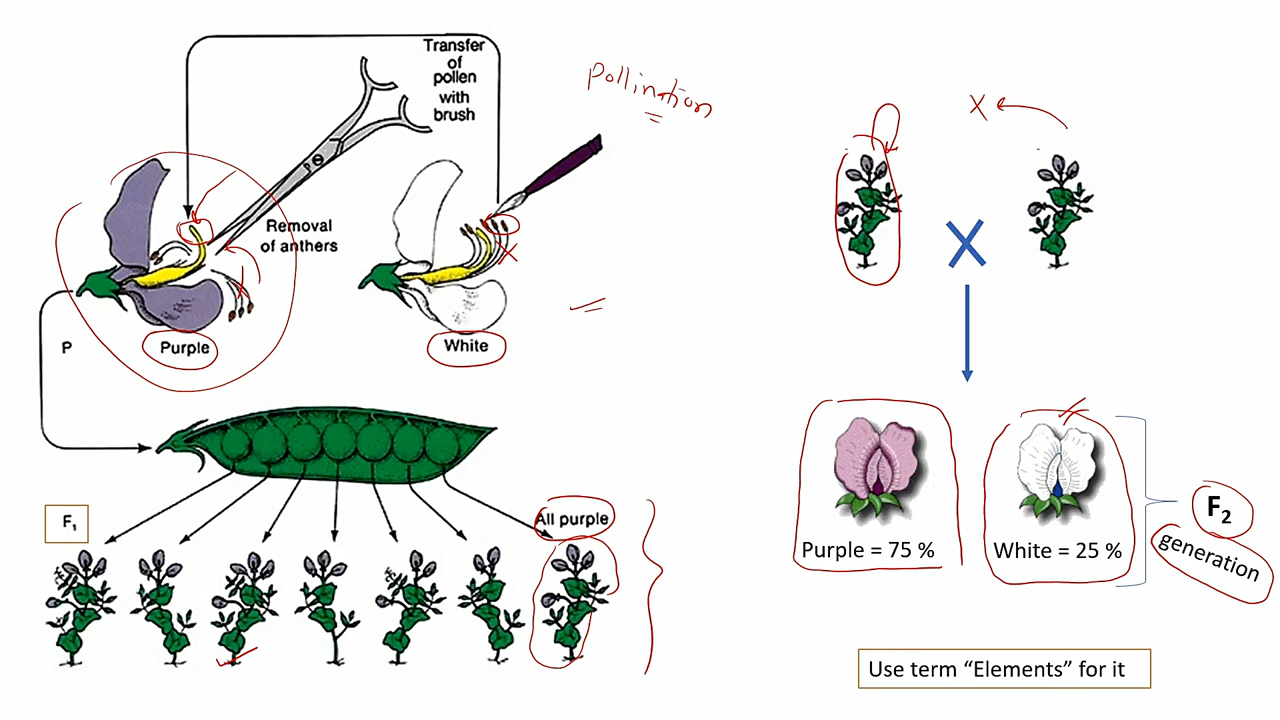 Transfer
of
pollen
with
brush
Pollination
Removal
of anthers
P
Purple
White
F₁
All purple
X
Purple = 75 %
White = 25 %
F₂
generation
Use term “Elements” for it